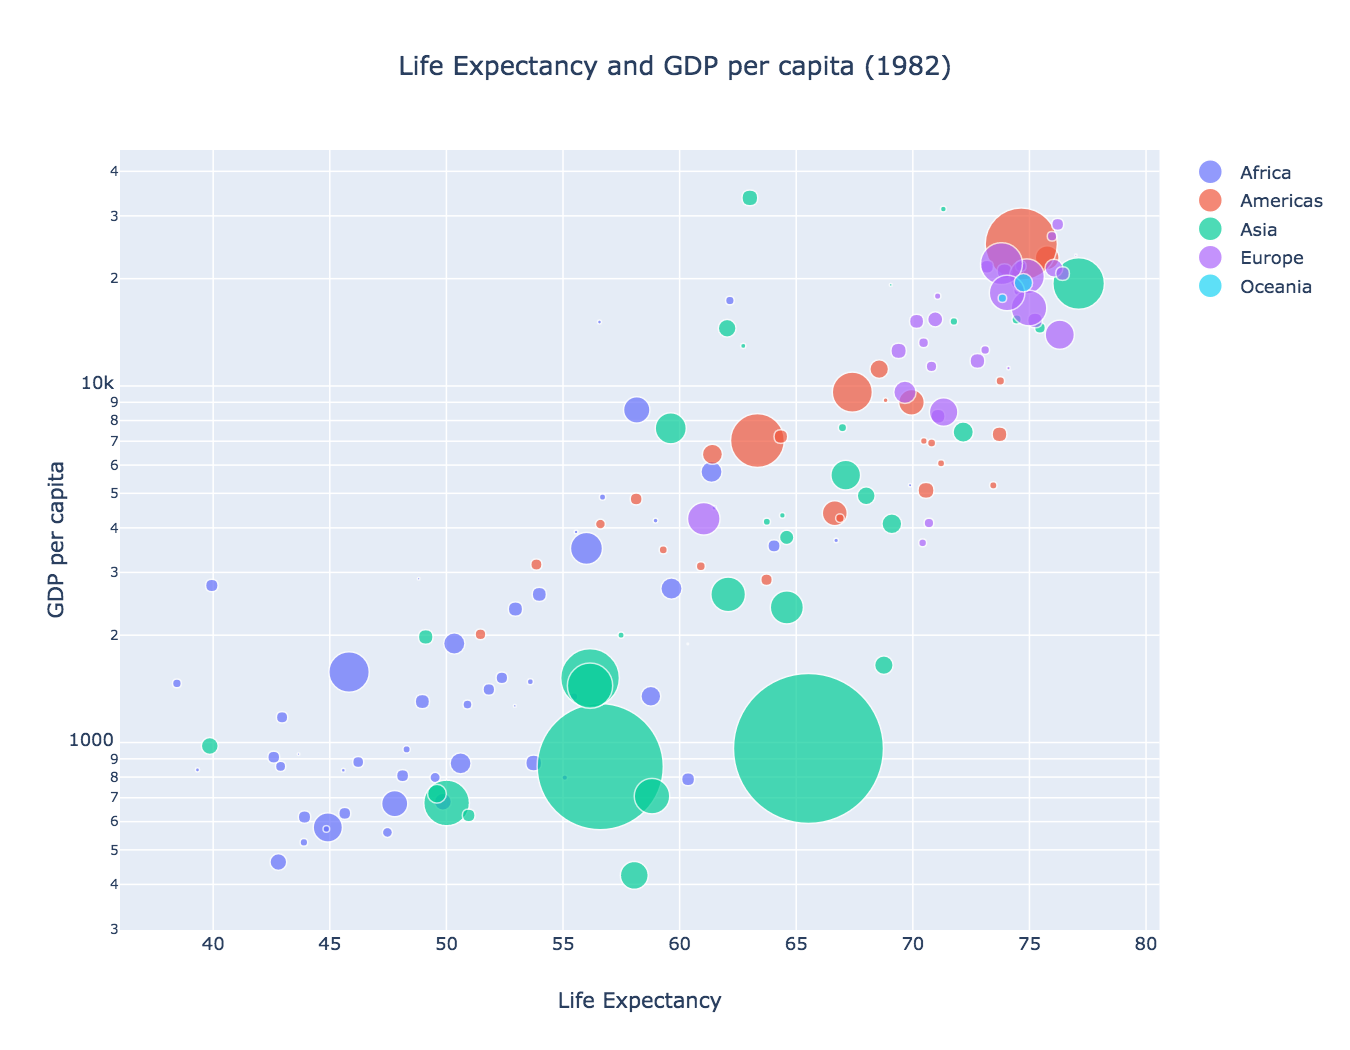 Life Expectancy and GDP per capita (1982)
Africa
Americas
Asia
Europe
Oceania
GDP per capita
4
3
2
10k
9
8
7
6
5
4
3
2
1000
9
8
7
6
5
4
3
40 45 50 55 60 65 70 75 80
Life Expectancy